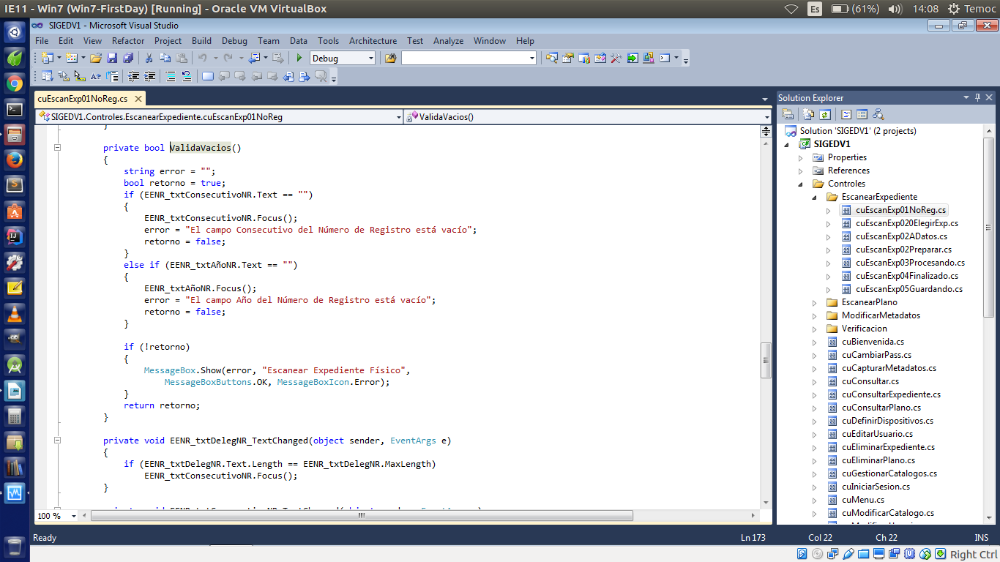 IE11 - Win7 (Win7-FirstDay) [Running] - Oracle VM VirtualBox
Es
(61%)
14:08
Temoc
SIGEDV1 - Microsoft Visual Studio
File Edit View Refactor Project Build Debug Team Data Tools Architecture Test Analyze Window Help
Debug
cuEscanExp01NoReg.cs
SIGEDV1.Controles.EscanearExpediente.cuEscanExp01NoReg
ValidaVacios()
}
private bool ValidaVacios()
{
string error = "";
bool retorno = true;
if (EENR_txtConsecutivoNR.Text == "")
{
EENR_txtConsecutivoNR.Focus();
error = "El campo Consecutivo del Número de Registro está vacío";
retorno = false;
}
else if (EENR_txtAñoNR.Text == "")
{
EENR_txtAñoNR.Focus();
error = "El campo Año del Número de Registro está vacío";
retorno = false;
}
if (!retorno)
{
MessageBox.Show(error, "Escanear Expediente Físico",
MessageBoxButtons.OK, MessageBoxIcon.Error);
}
return retorno;
}
private void EENR_txtDelegNR_TextChanged(object sender, EventArgs e)
{
if (EENR_txtDelegNR.Text.Length == EENR_txtDelegNR.MaxLength)
EENR_txtConsecutivoNR.Focus();
}
100 %
Solution Explorer
Solution 'SIGEDV1' (2 projects)
SIGEDV1
Properties
References
Controles
EscanearExpediente
cuEscanExp01NoReg.cs
cuEscanExp020ElegirExp.cs
cuEscanExp02ADatos.cs
cuEscanExp02Preparar.cs
cuEscanExp03Procesando.cs
cuEscanExp04Finalizado.cs
cuEscanExp05Guardando.cs
EscanearPlano
ModificarMetadatos
Verificacion
cuBienvenida.cs
cuCambiarPass.cs
cuCapturarMetadatos.cs
cuConsultar.cs
cuConsultarExpediente.cs
cuConsultarPlano.cs
cuDefinirDispositivos.cs
cuEditarUsuario.cs
cuEliminarExpediente.cs
cuEliminarPlano.cs
cuGestionarCatalogos.cs
cuIniciarSesion.cs
cuMenu.cs
cuModificarCatalogo.cs
Ready
Ln 173
Col 22
Ch 22
INS
Right Ctrl